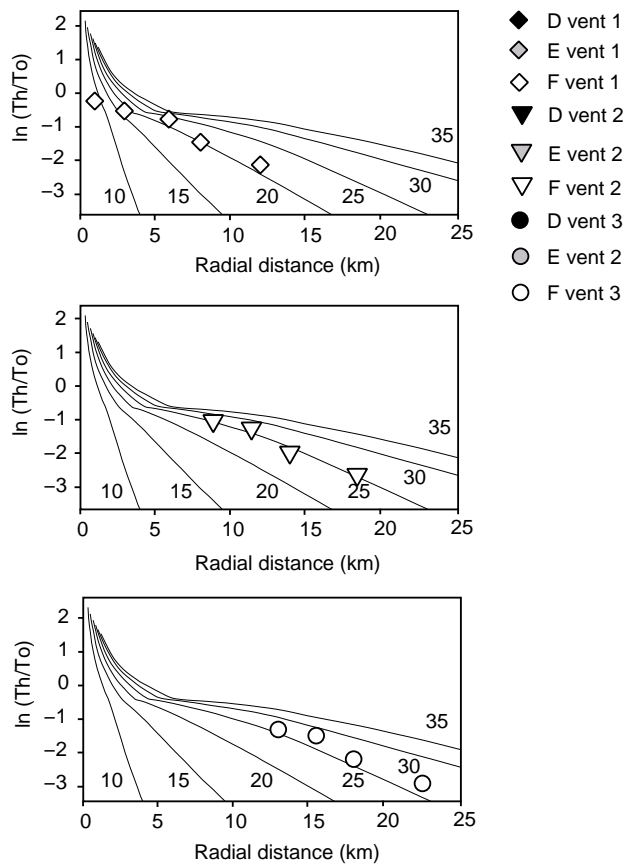 2
1
0
−1
−2
−3
ln (Th/To)
10 15 20 25 30 35
0 5 10 15 20 25
Radial distance (km)
D vent 1
E vent 1
F vent 1
D vent 2
E vent 2
F vent 2
D vent 3
E vent 2
F vent 3
2
1
0
−1
−2
−3
ln (Th/To)
10 15 20 25 30 35
0 5 10 15 20 25
Radial distance (km)
2
1
0
−1
−2
−3
ln (Th/To)
10 15 20 25 30 35
0 5 10 15 20 25
Radial distance (km)